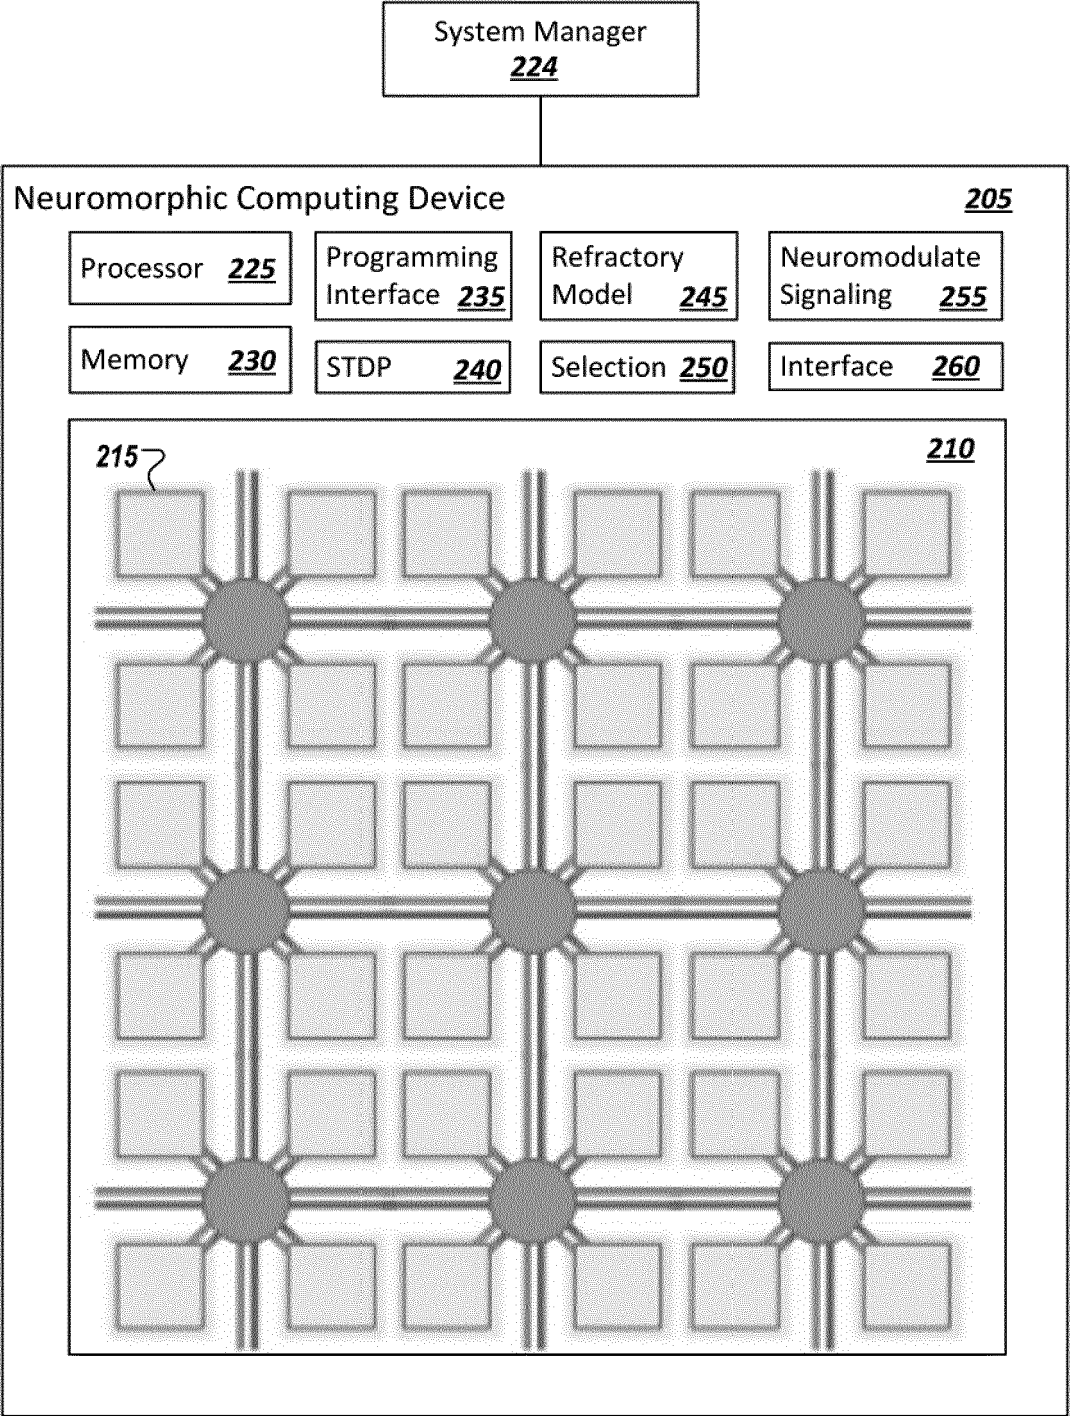 System Manager
224
Neuromorphic Computing Device 205
Processor 225
Programming
Interface 235
Refractory
Model 245
Neuromodulate
Signaling 255
Memory 230
STDP 240
Selection 250
Interface 260
215
210